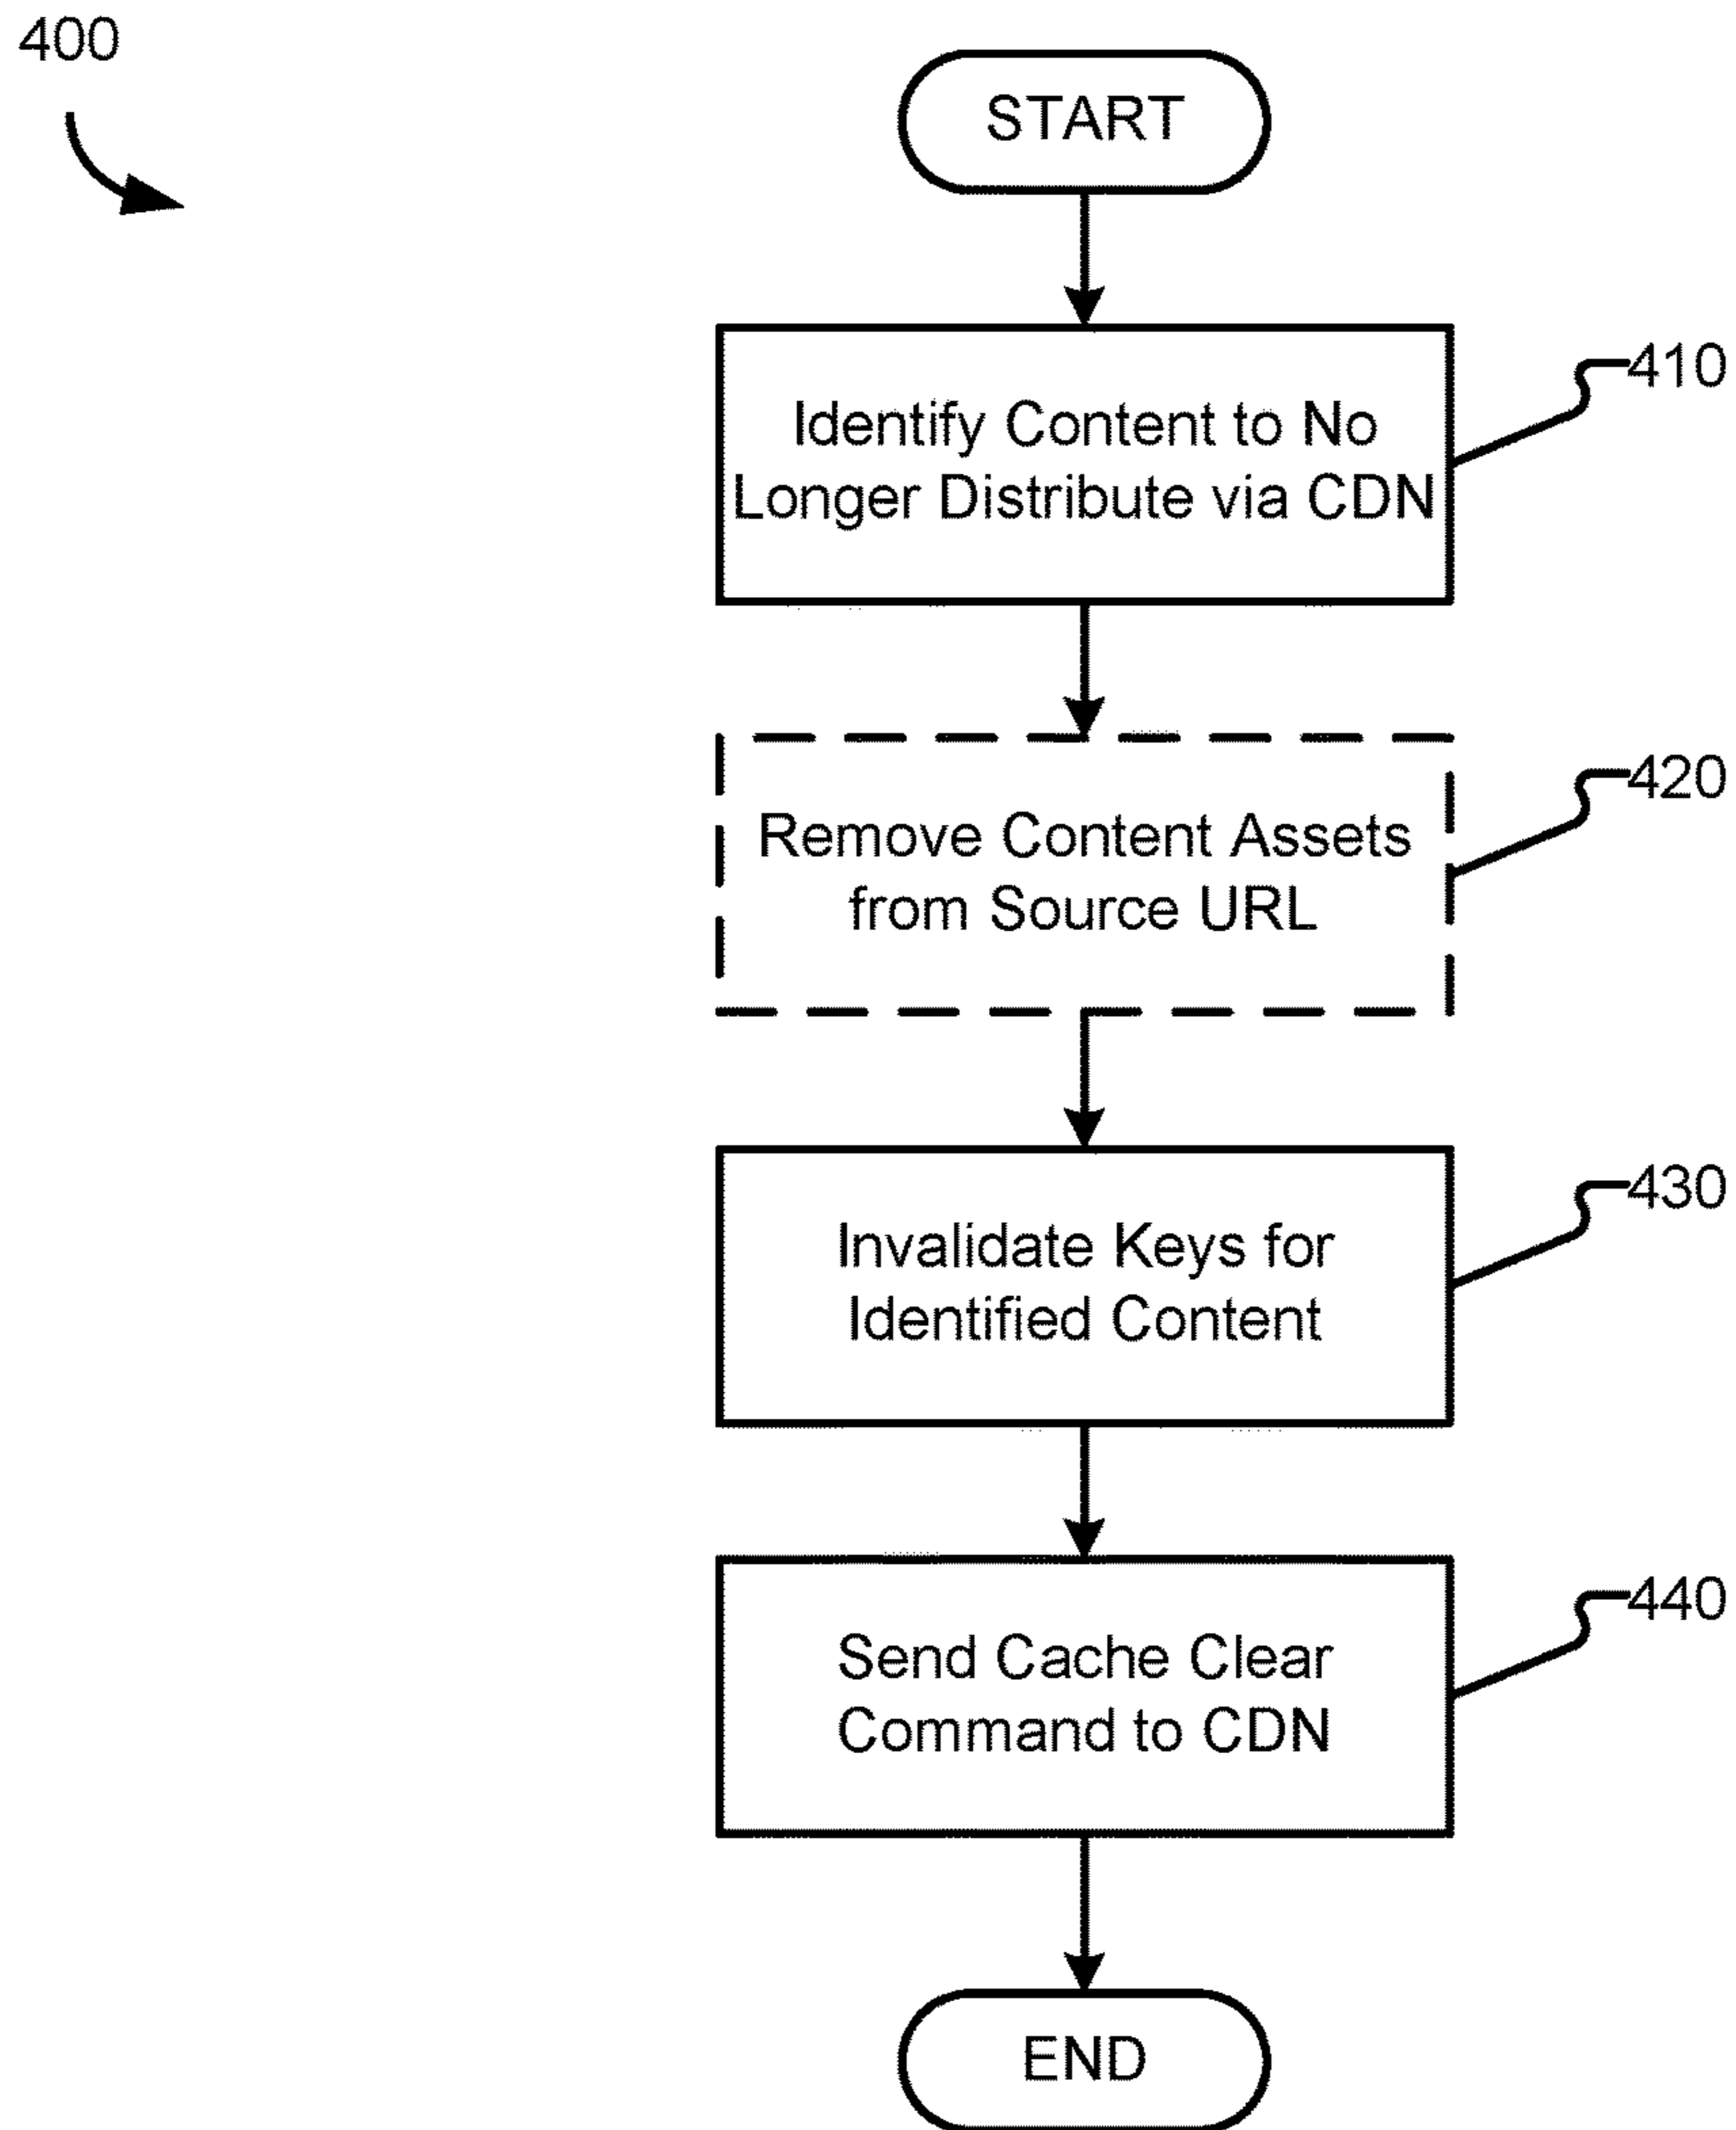 400
START
410
Identify Content to No
Longer Distribute via CDN
420
Remove Content Assets
from Source URL
430
Invalidate Keys for
Identified Content
440
Send Cache Clear
Command to CDN
END